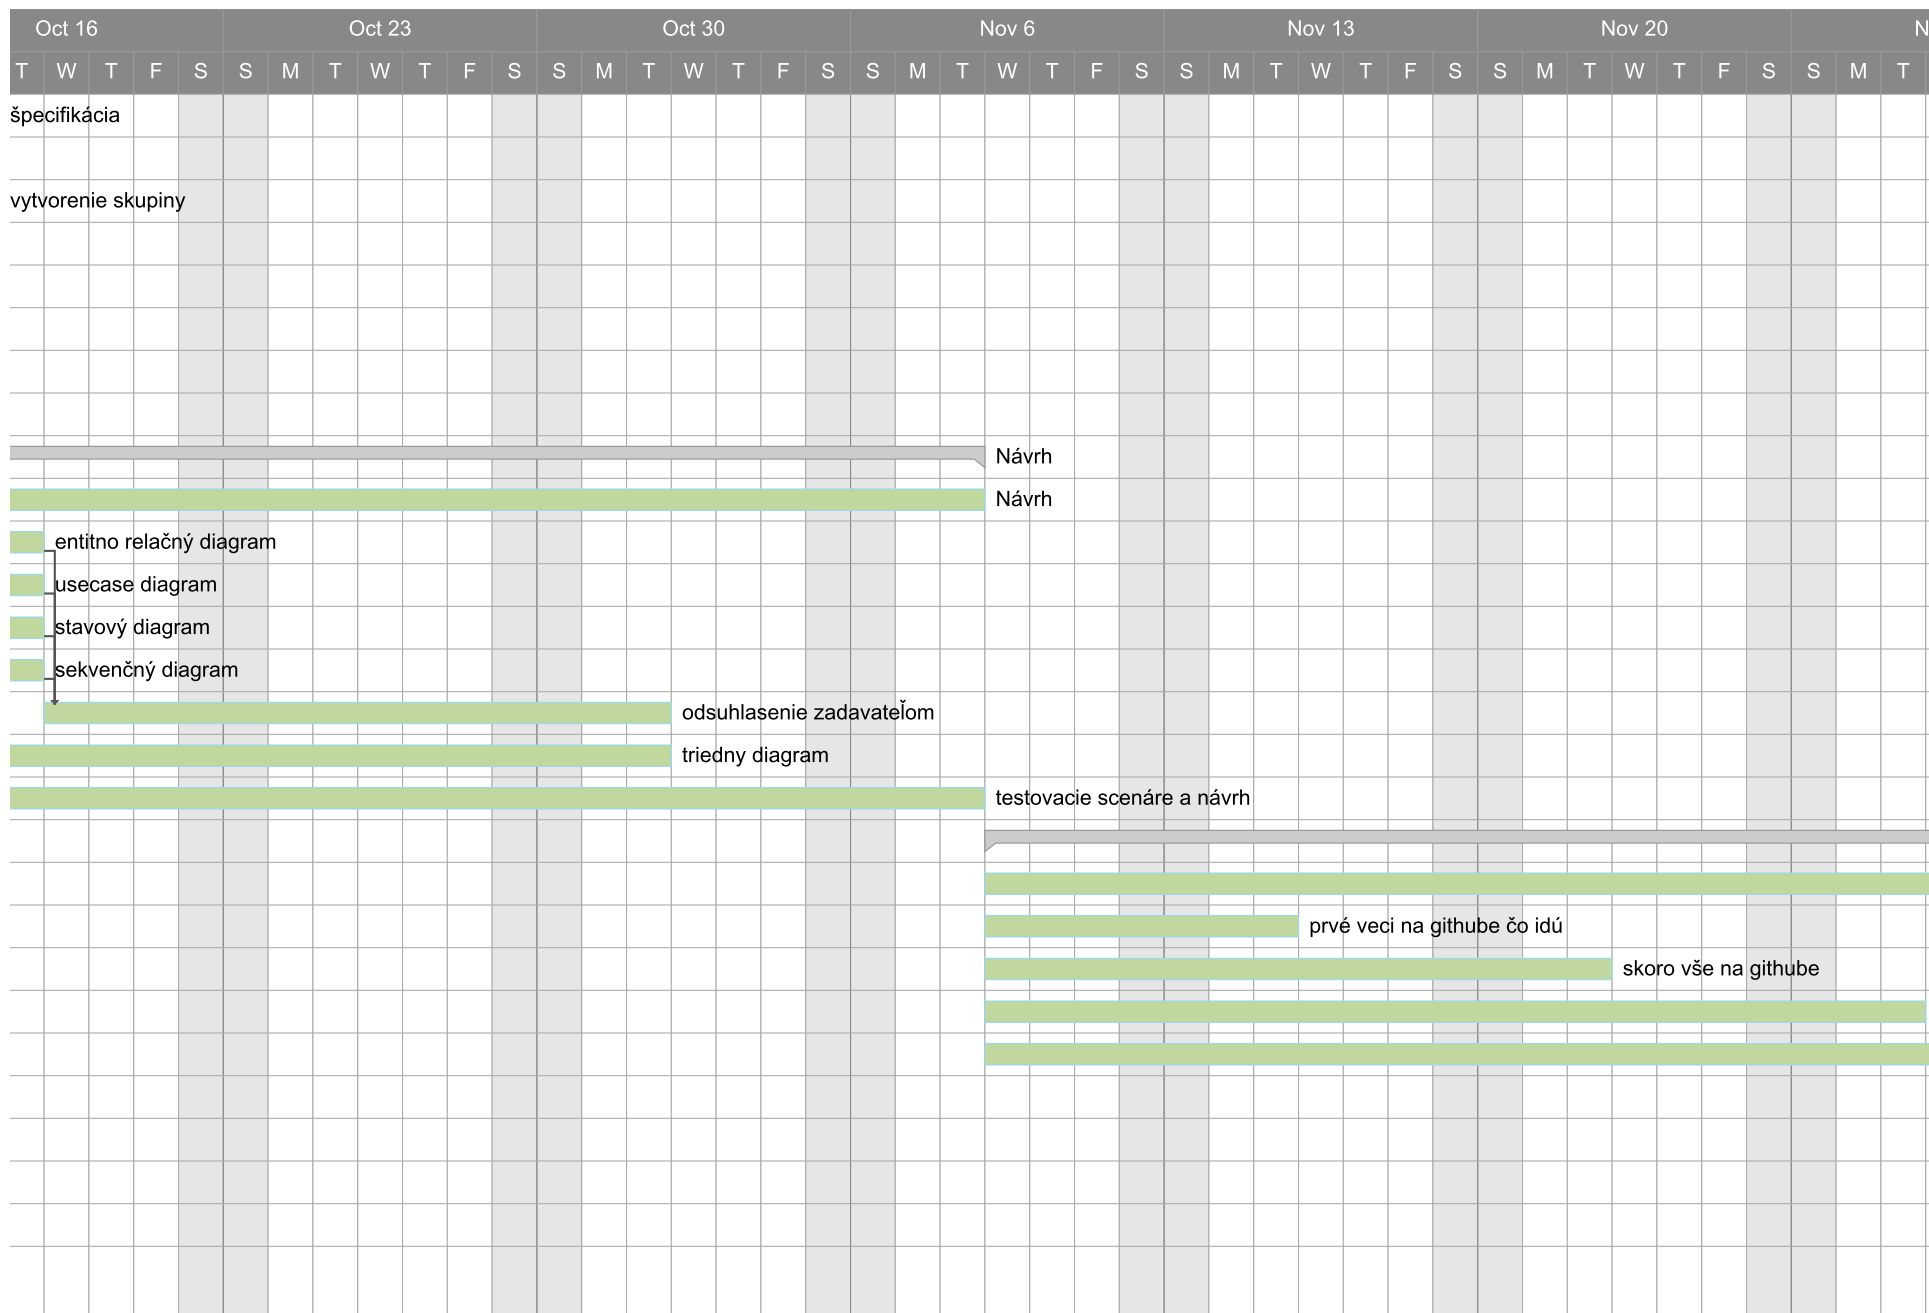 Oct 16 Oct 23 Oct 30 Nov 6 Nov 13 Nov 20 N
T W T F S S M T W T F S S M T W T F S S M T W T F S S M T W T F S S M T W T F S S M T
špecifikácia
vytvorenie skupiny
Návrh
Návrh
entitno relačný diagram
usecase diagram
stavový diagram
sekvenčný diagram
odsuhlasenie zadavateľom
triedny diagram
testovacie scenáre a návrh
prvé veci na githube čo idú
skoro vše na githube